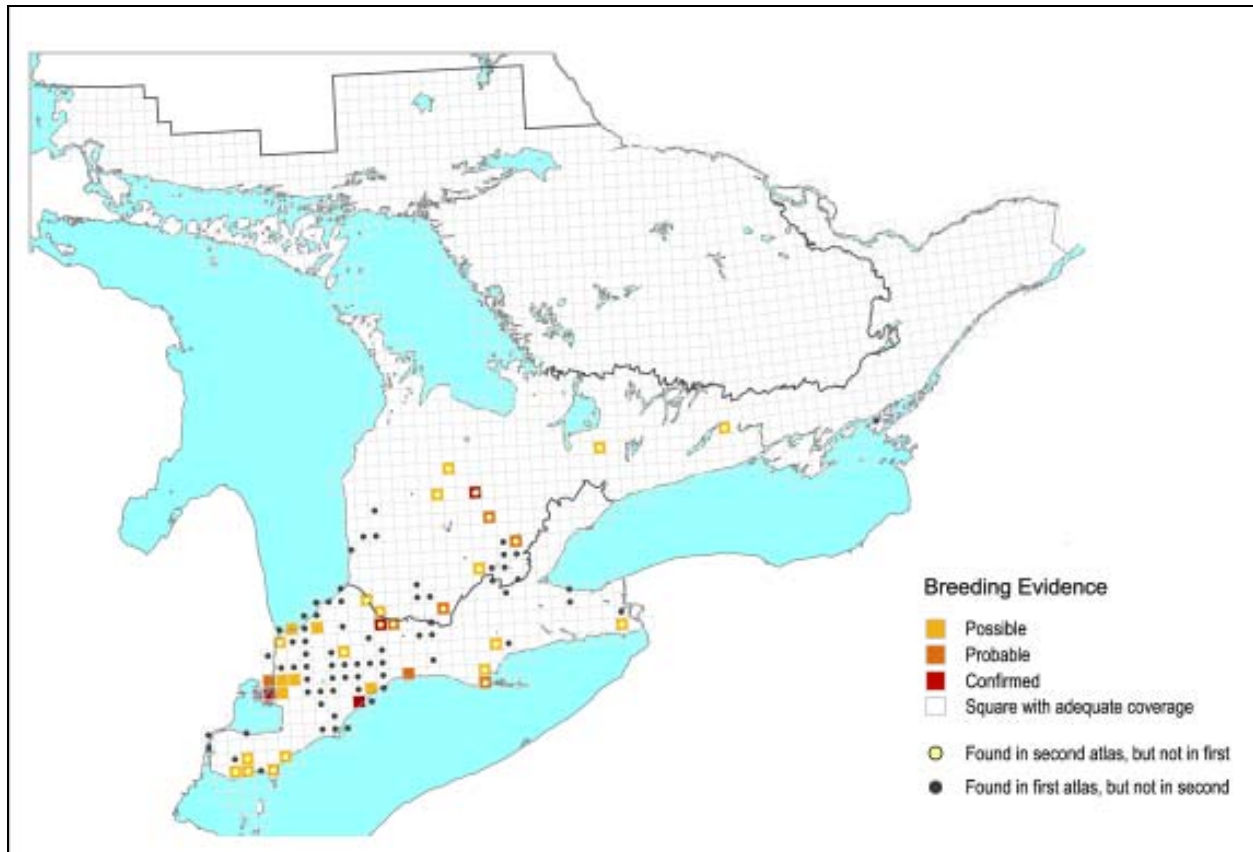 Breeding Evidence
Possible
Probable
Confirmed
Square with adequate coverage
Found in second atlas, but not in first
Found in first atlas, but not in second